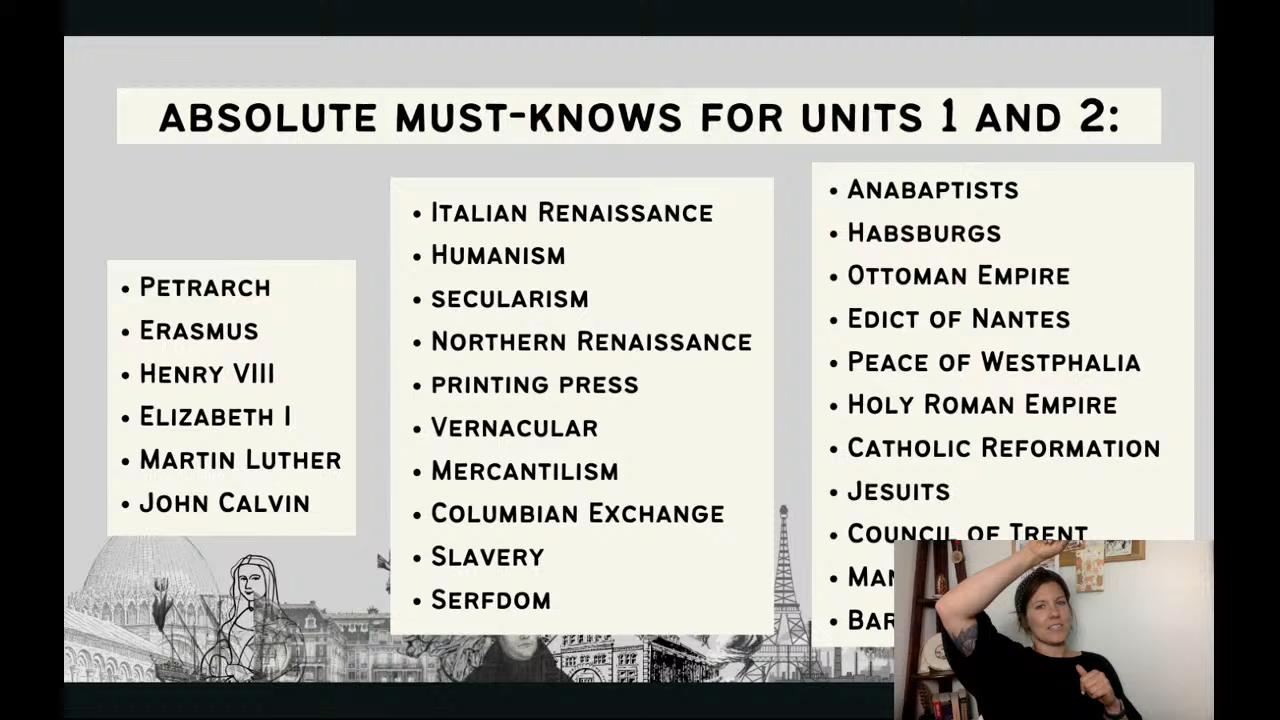 ABSOLUTE MUST-KNOWS FOR UNITS 1 AND 2:
• PETRARCH
• ERASMUS
• HENRY VIII
• ELIZABETH I
• MARTIN LUTHER
• JOHN CALVIN
• ITALIAN RENAISSANCE
• HUMANISM
• SECULARISM
• NORTHERN RENAISSANCE
• PRINTING PRESS
• VERNACULAR
• MERCANTILISM
• COLUMBIAN EXCHANGE
• SLAVERY
• SERFDOM
• ANABAPTISTS
• HABSBURGS
• OTTOMAN EMPIRE
• EDICT OF NANTES
• PEACE OF WESTPHALIA
• HOLY ROMAN EMPIRE
• CATHOLIC REFORMATION
• JESUITS
• COUNCIL OF TRENT